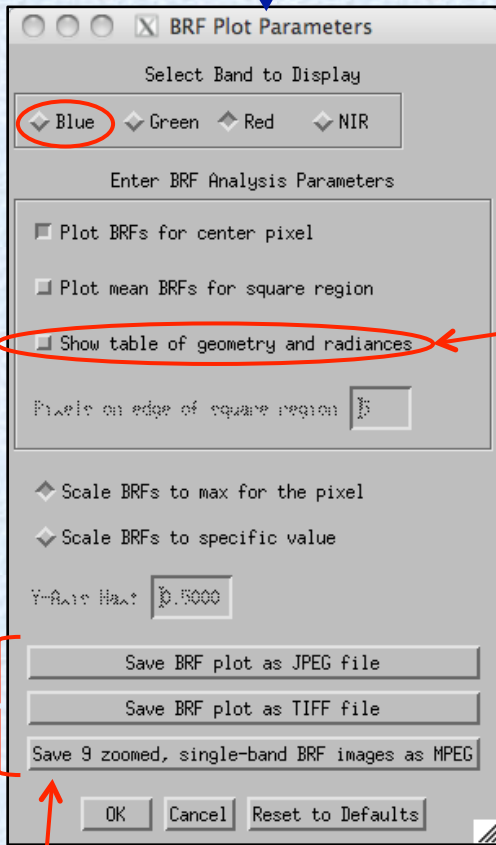 X BRF Plot Parameters
Select Band to Display
Blue Green Red NIR
Enter BRF Analysis Parameters
Plot BRFs for center pixel
Plot mean BRFs for square region
Show table of geometry and radiances
Pixels on edge of square region 5
Scale BRFs to max for the pixel
Scale BRFs to specific value
Y-Axis Max: 0.5000
Save BRF plot as JPEG file
Save BRF plot as TIFF file
Save 9 zoomed, single-band BRF images as MPEG
OK Cancel Reset to Defaults